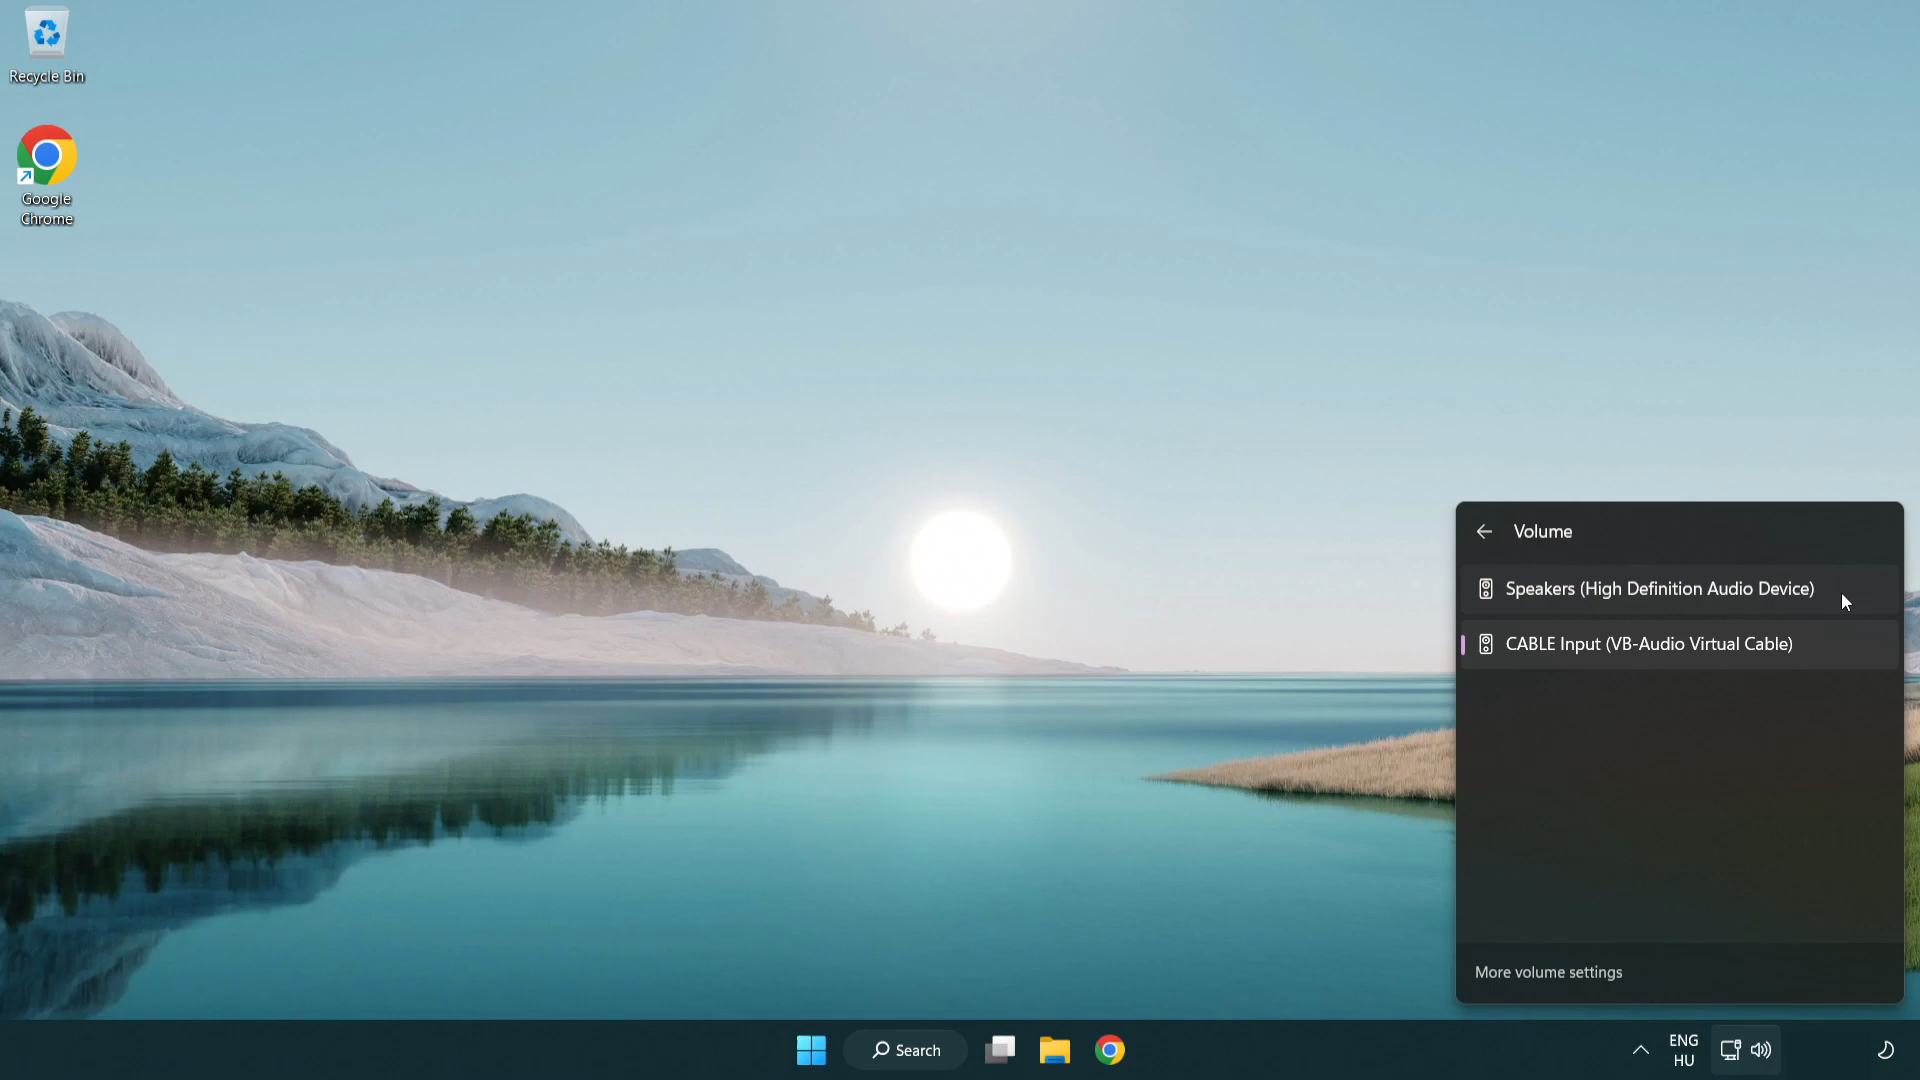 Recycle Bin
Google
Chrome
Volume
Speakers (High Definition Audio Device)
CABLE Input (VB-Audio Virtual Cable)
More volume settings
Search
ENG
HU